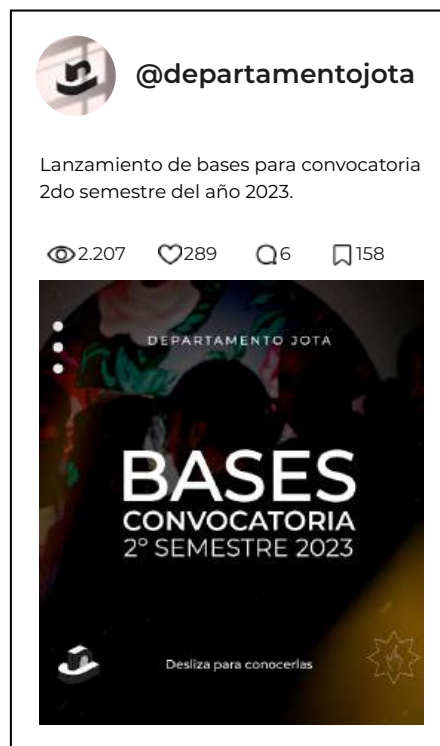 @departamentojota
Lanzamiento de bases para convocatoria
2do semestre del año 2023.
2.207 289 6 158
DEPARTAMENTO JOTA
BASES
CONVOCATORIA
2º SEMESTRE 2023
Desliza para conocerlas